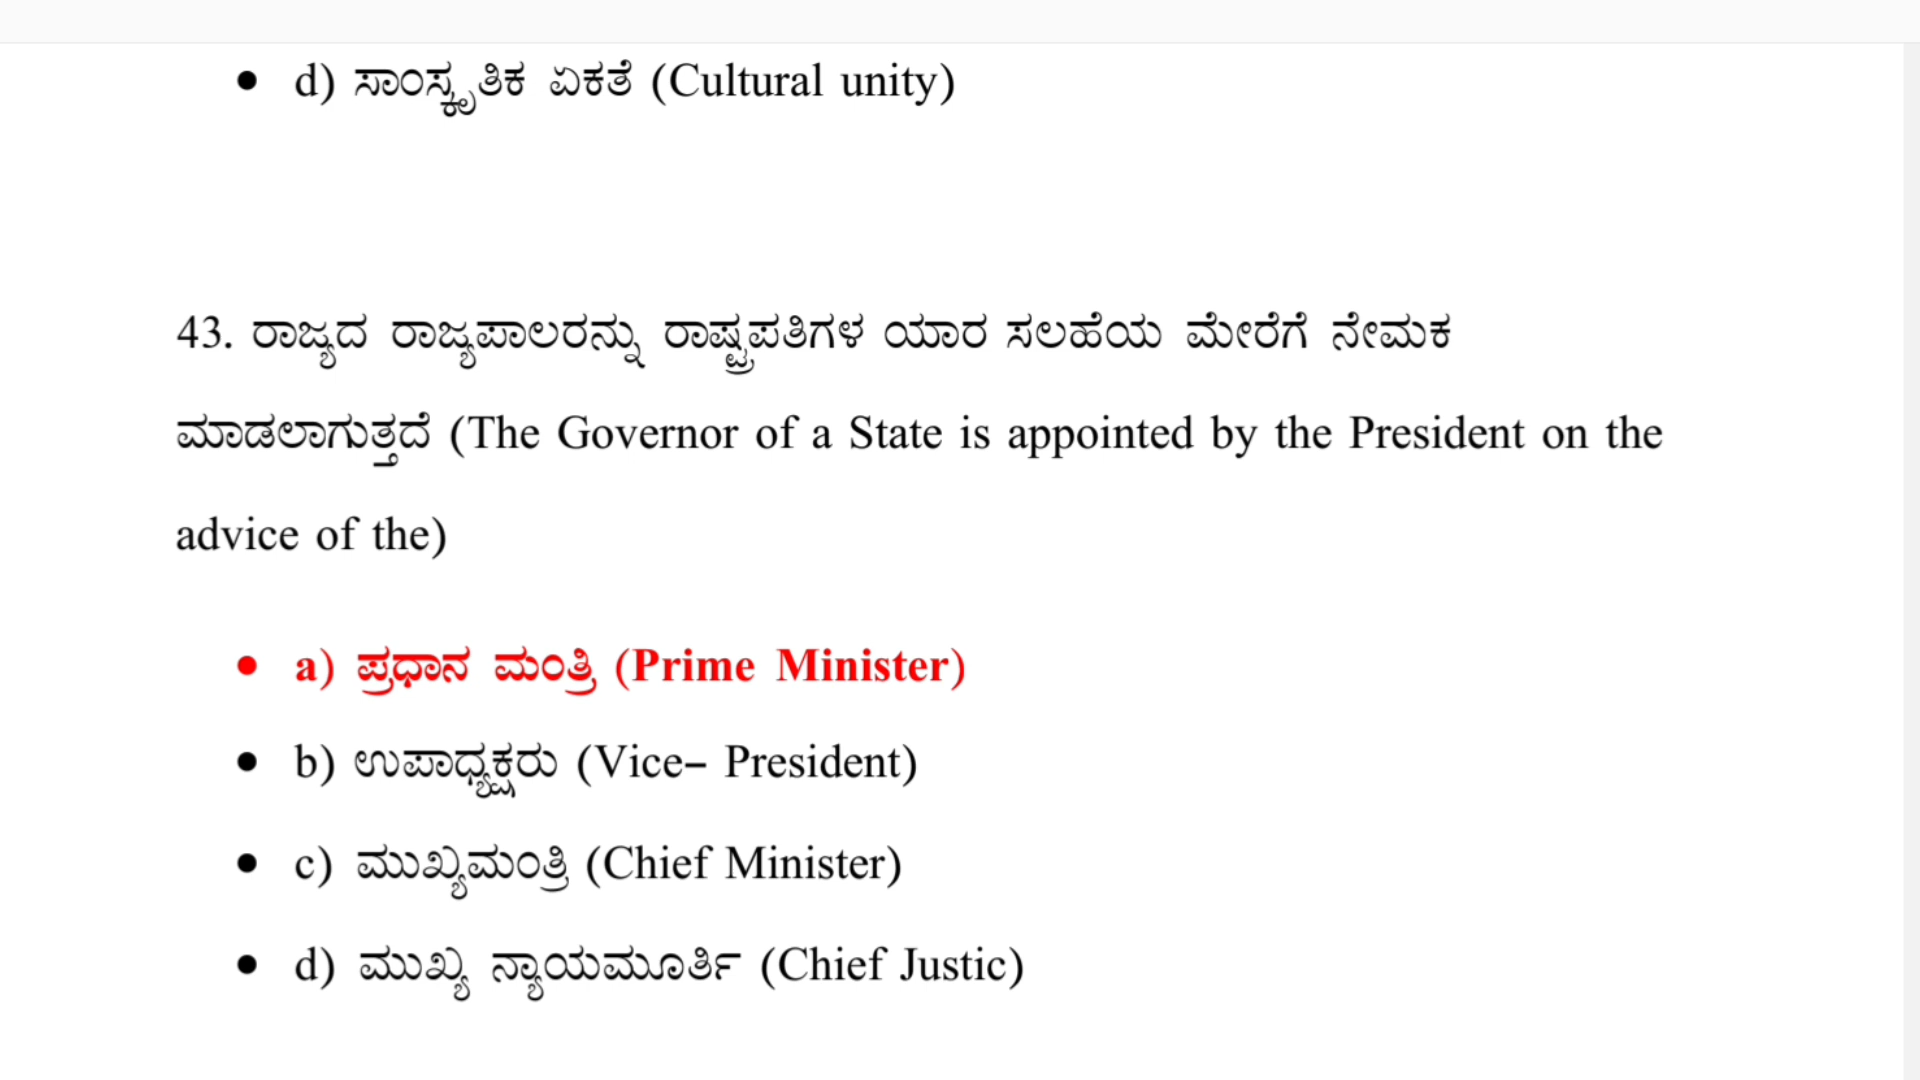 • d) ಸಾಂಸ್ಕೃತಿಕ ಏಕತೆ (Cultural unity)
43. ರಾಜ್ಯದ ರಾಜ್ಯಪಾಲರನ್ನು ರಾಷ್ಟ್ರಪತಿಗಳ ಯಾರ ಸಲಹೆಯ ಮೇರೆಗೆ ನೇಮಕ
ಮಾಡಲಾಗುತ್ತದೆ (The Governor of a State is appointed by the President on the
advice of the)
• a) ಪ್ರಧಾನ ಮಂತ್ರಿ (Prime Minister)
• b) ಉಪಾಧ್ಯಕ್ಷರು (Vice– President)
• c) ಮುಖ್ಯಮಂತ್ರಿ (Chief Minister)
• d) ಮುಖ್ಯ ನ್ಯಾಯಮೂರ್ತಿ (Chief Justic)